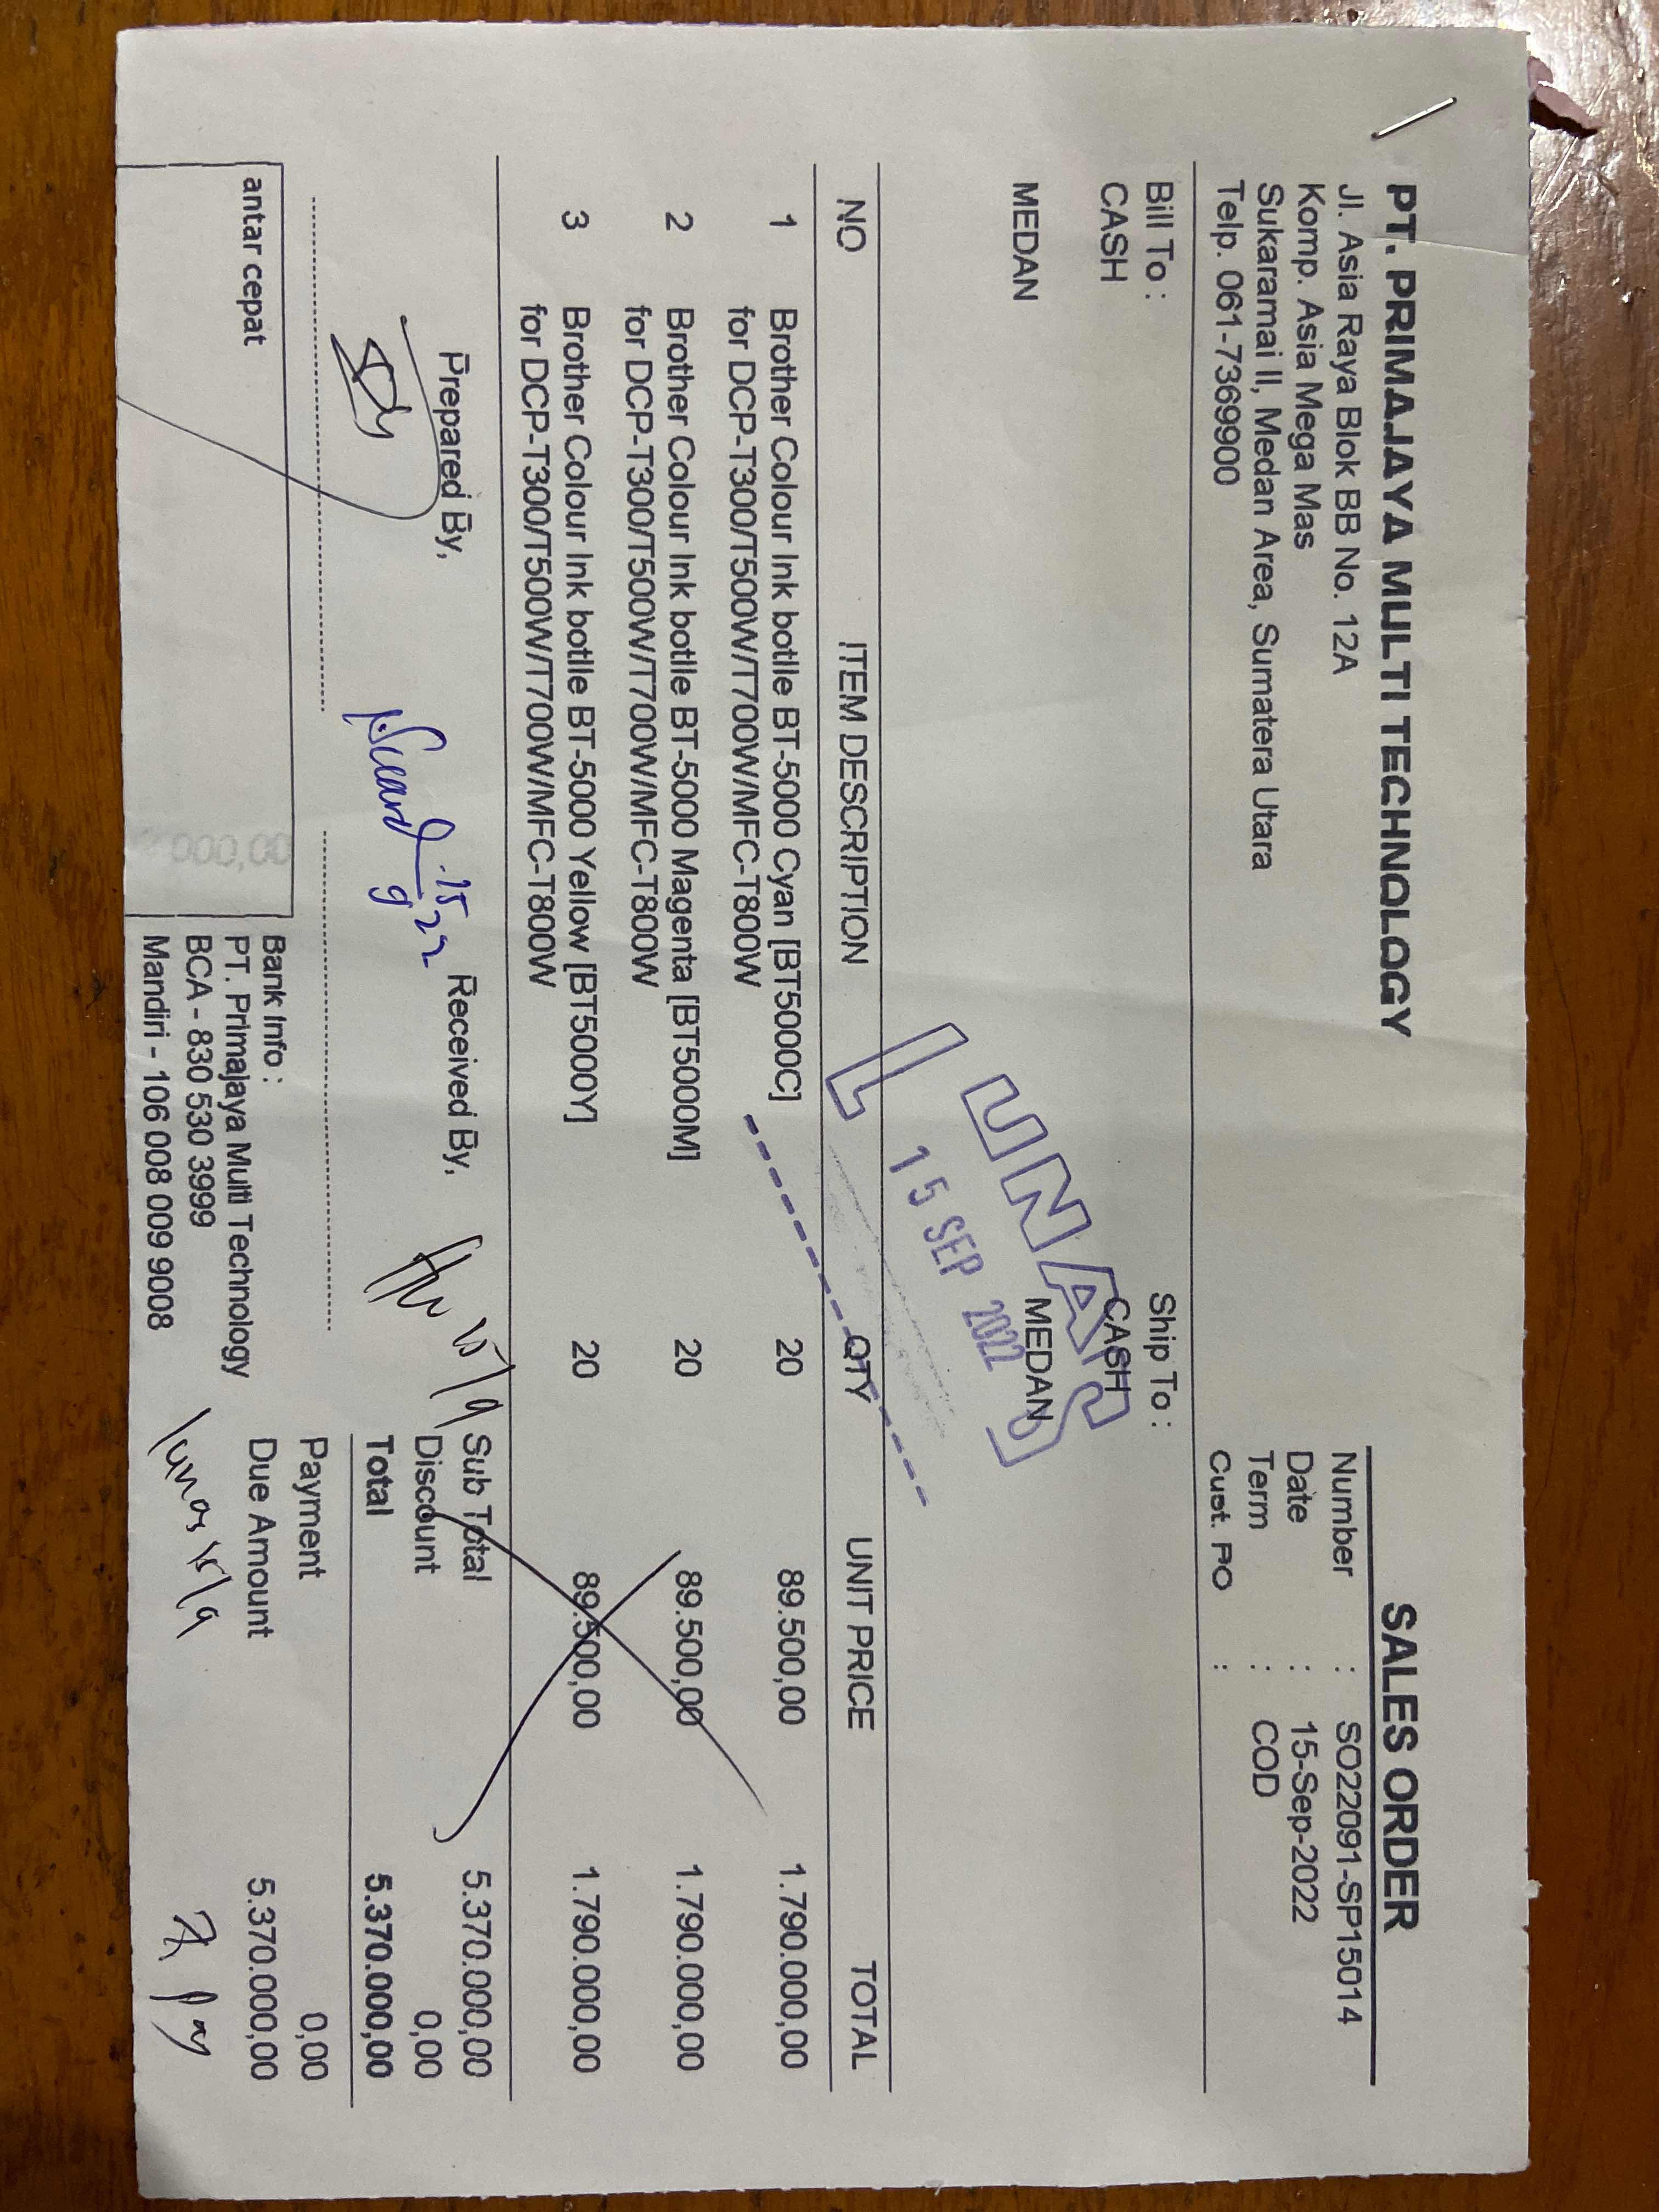 PT. PRIMAJAYA MULTI TECHNOLOGY
Jl. Asia Raya Blok BB No. 12A
Komp. Asia Mega Mas
Sukaramai II, Medan Area, Sumatera Utara
Telp. 061-7369900
SALES ORDER
Number : SO22091-SP15014
Date : 15-Sep-2022
Term : COD
Cust. PO :
Bill To :
CASH
MEDAN
Ship To :
CASH
MEDAN
LUNAS
15 SEP 2022
NO ITEM DESCRIPTION QTY UNIT PRICE TOTAL
1 Brother Colour Ink botlle BT-5000 Cyan [BT5000C] 20 89.500,00 1.790.000,00
for DCP-T300/T500W/T700W/MFC-T800W
2 Brother Colour Ink botlle BT-5000 Magenta [BT5000M] 20 89.500,00 1.790.000,00
for DCP-T300/T500W/T700W/MFC-T800W
3 Brother Colour Ink botlle BT-5000 Yellow [BT5000Y] 20 89.500,00 1.790.000,00
for DCP-T300/T500W/T700W/MFC-T800W
Prepared By,
Received By,
15/9
Sub Total 5.370.000,00
Discount 0,00
Total 5.370.000,00
Payment 0,00
Due Amount 5.370.000,00
antar cepat
Bank Info :
PT. Primajaya Multi Technology
BCA - 830 530 3999
Mandiri - 106 008 009 9008
lunas 15/9